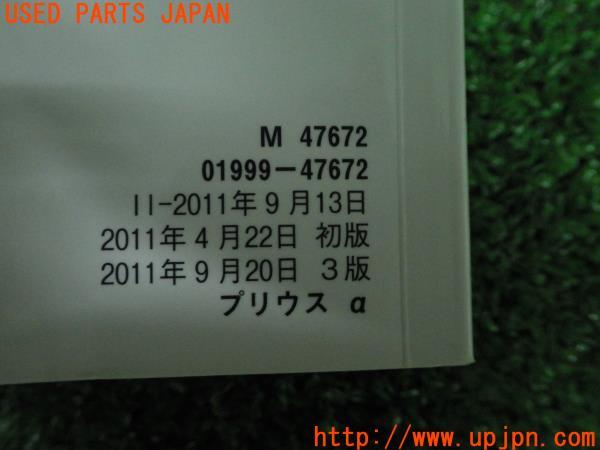 USED PARTS JAPAN
M 47672
01999-47672
II-2011年9月13日
2011年4月22日 初版
2011年9月20日 3版
プリウス α
http://www.upjpn.com/